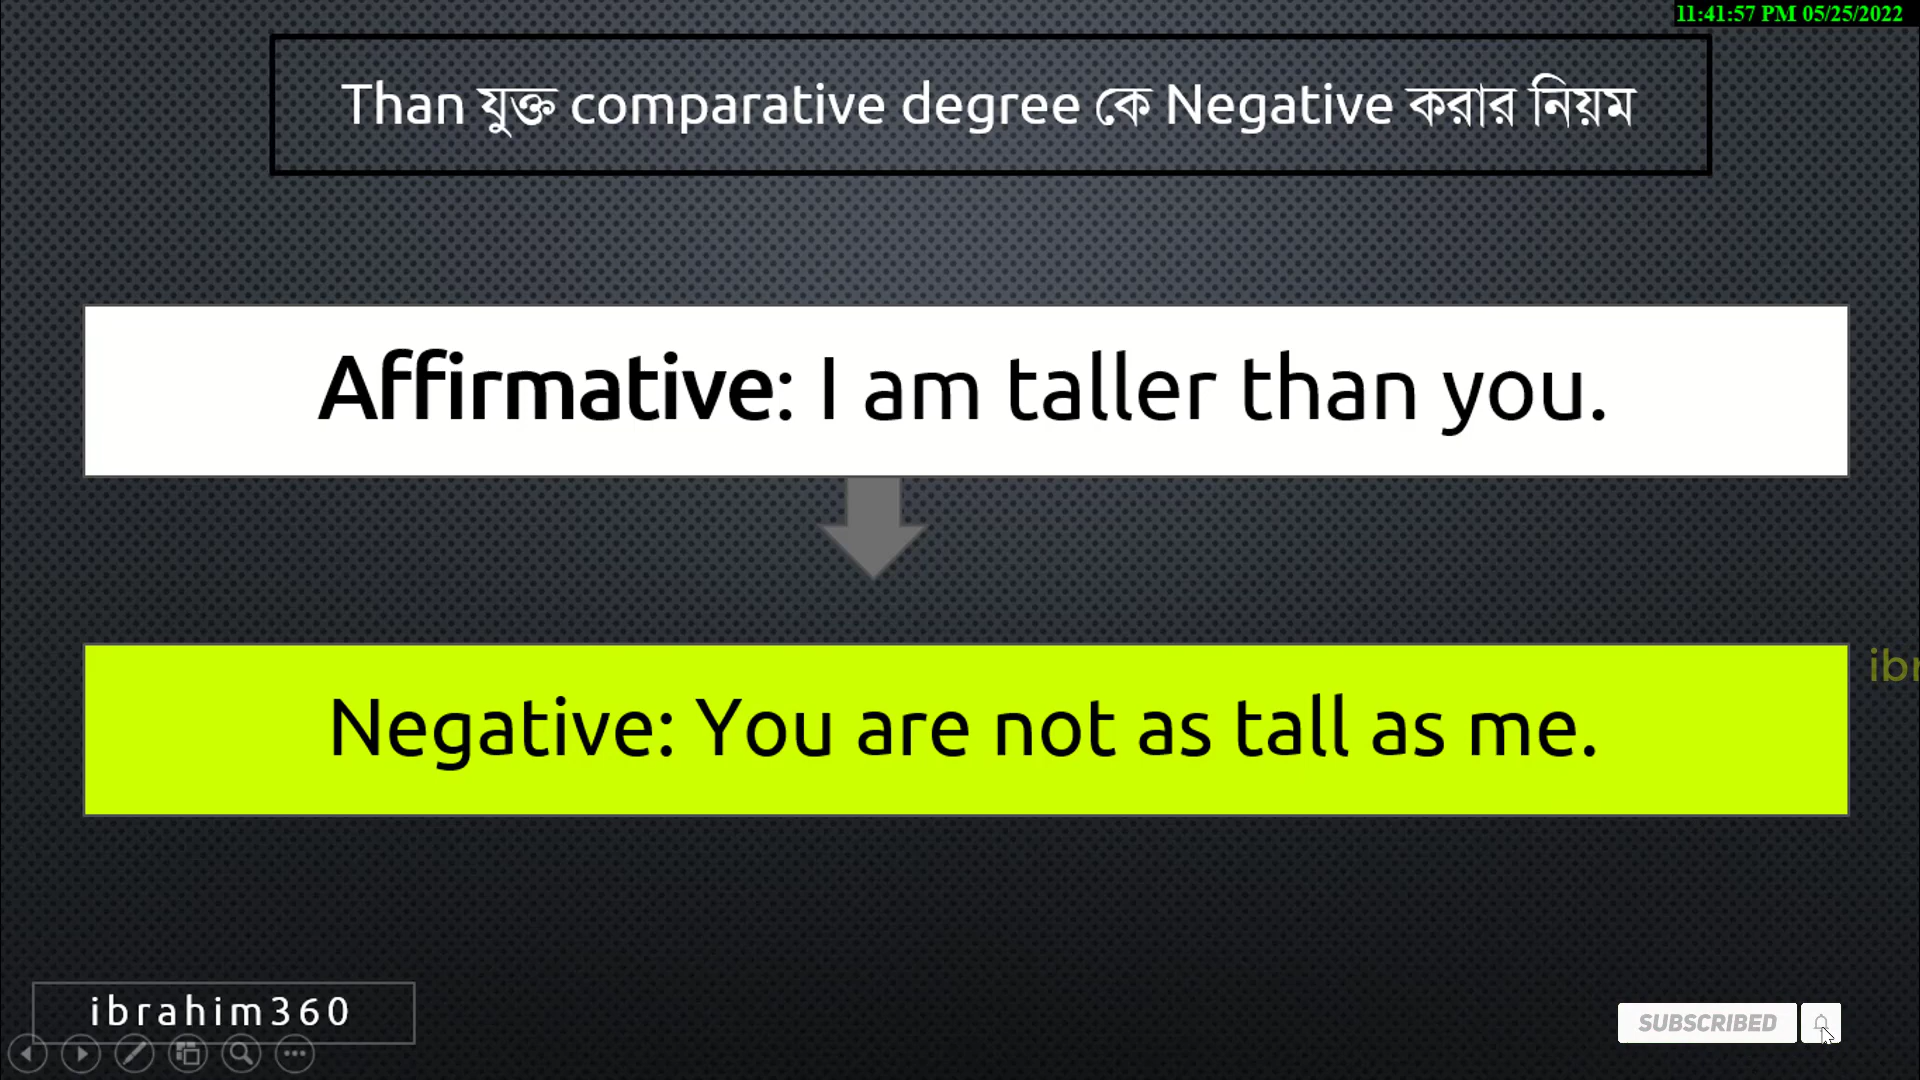 11:41:57 PM 05/25/2022
Than যুক্ত comparative degree কে Negative করার নিয়ম
Affirmative: I am taller than you.
Negative: You are not as tall as me.
ibrahim360
SUBSCRIBED